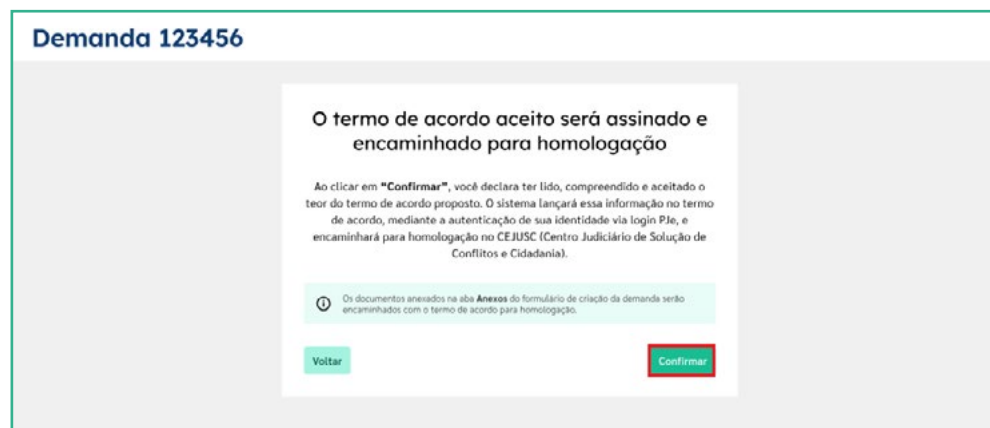 Demanda 123456
O termo de acordo aceito será assinado e
encaminhado para homologação
Ao clicar em “Confirmar”, você declara ter lido, compreendido e aceitado o
teor do termo de acordo proposto. O sistema lançará essa informação no termo
de acordo, mediante a autenticação de sua identidade via login PJe, e
encaminhará para homologação no CEJUSC (Centro Judiciário de Solução de
Conflitos e Cidadania).
Os documentos anexados na aba Anexos do formulário de criação da demanda serão
encaminhados com o termo de acordo para homologação.
Voltar
Confirmar